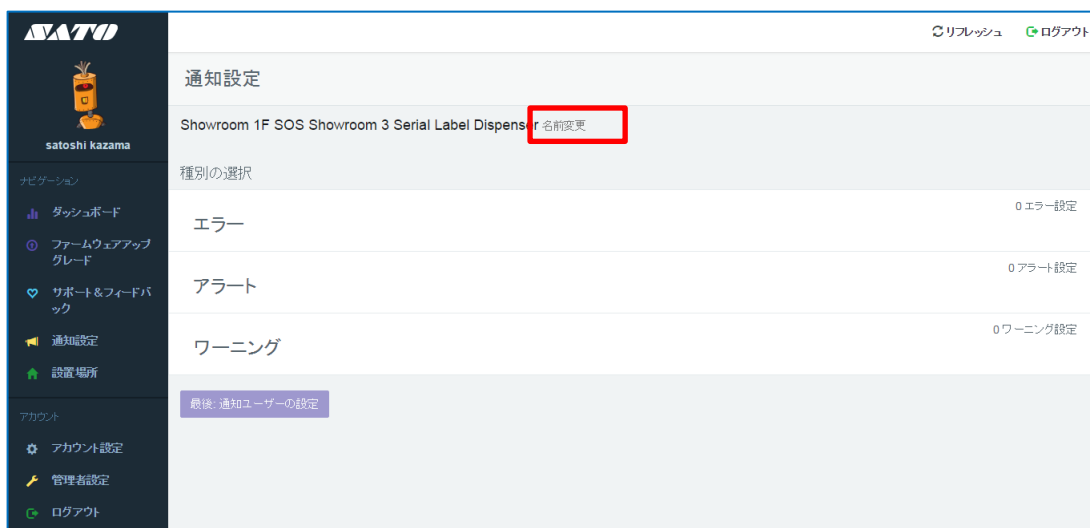 SATO
リフレッシュ ログアウト
satoshi kazama
ナビゲーション
ダッシュボード
ファームウェアアップ
グレード
サポート&フィードバ
ック
通知設定
設置場所
アカウント
アカウント設定
管理者設定
ログアウト
通知設定
Showroom 1F SOS Showroom 3 Serial Label Dispenser 名前変更
種別の選択
エラー 0 エラー設定
アラート 0 アラート設定
ワーニング 0 ワーニング設定
最後: 通知ユーザーの設定